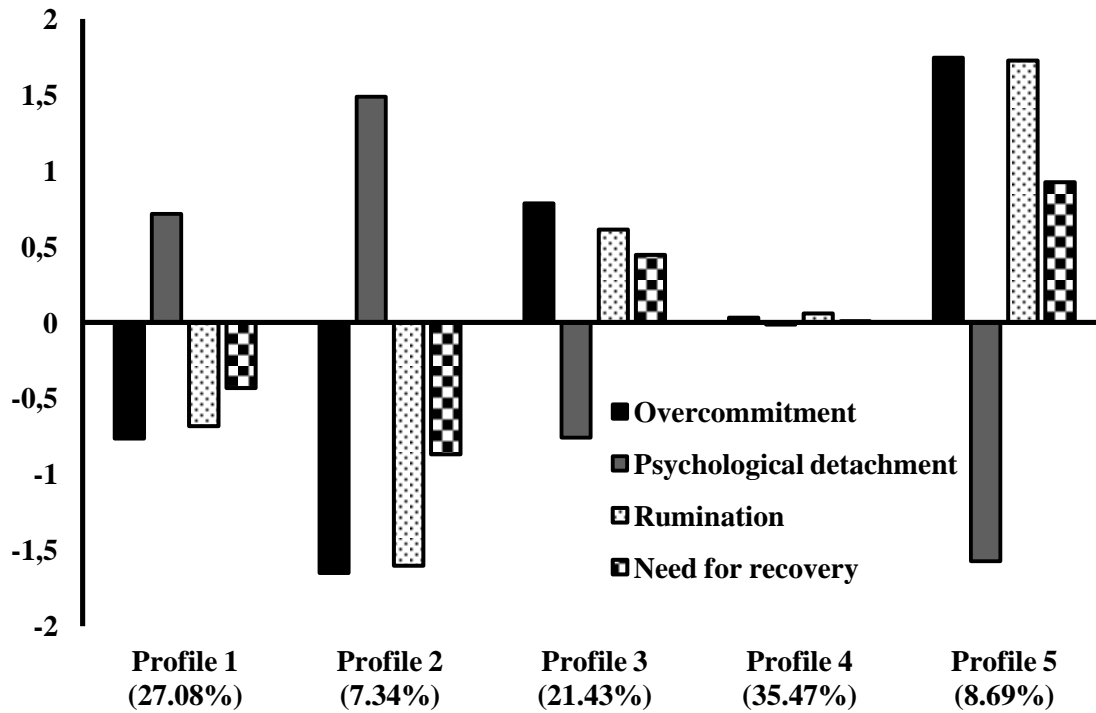 2
1,5
1
0,5
0
-0,5
-1
-1,5
-2
Overcommitment
Psychological detachment
Rumination
Need for recovery
Profile 1 Profile 2 Profile 3 Profile 4 Profile 5
(27.08%) (7.34%) (21.43%) (35.47%) (8.69%)